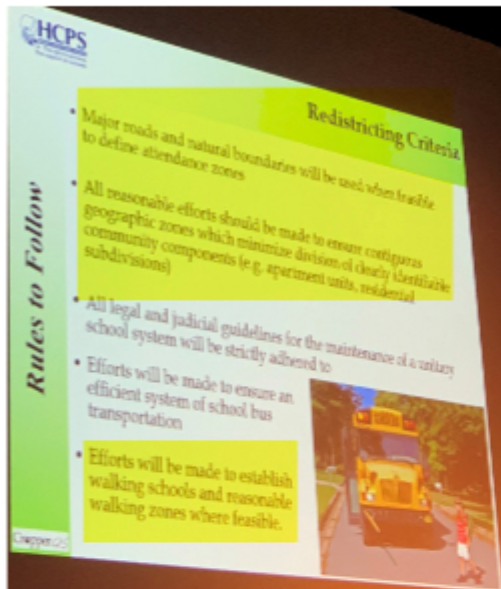 HCPS
Redistricting Criteria
Rules to Follow
• Major roads and natural boundaries will be used when feasible
to define attendance zones
• All reasonable efforts should be made to ensure contiguous
geographic zones which minimize division of clearly identifiable
community components (e.g. apartment units, residential
subdivisions)
• All legal and judicial guidelines for the maintenance of a unitary
school system will be strictly adhered to
• Efforts will be made to ensure an
efficient system of school bus
transportation
• Efforts will be made to establish
walking schools and reasonable
walking zones where feasible.